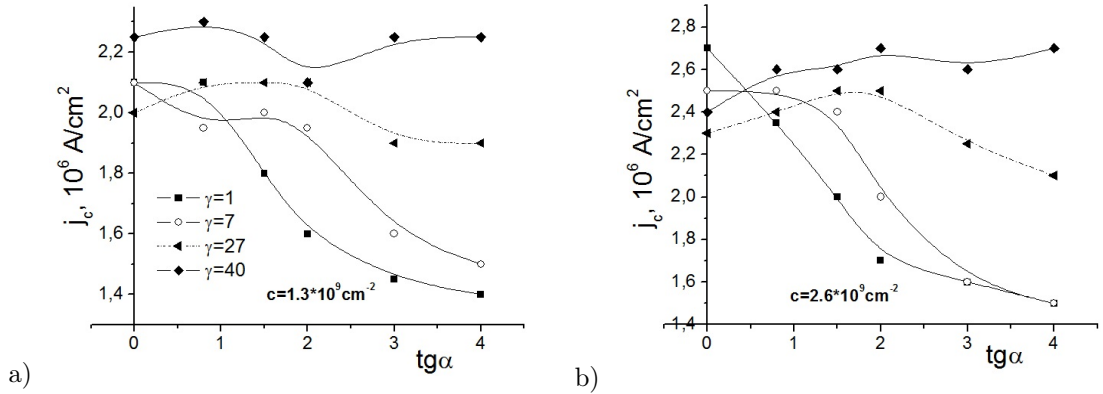 2,2
2,0
1,8
1,6
1,4
j_c, 10^6 A/cm^2
γ=1
γ=7
γ=27
γ=40
c=1.3*10^9cm^-2
0 1 2 3 4
tgα
a)
2,8
2,6
2,4
2,2
2,0
1,8
1,6
1,4
j_c, 10^6 A/cm^2
c=2.6*10^9cm^-2
0 1 2 3 4
tgα
b)